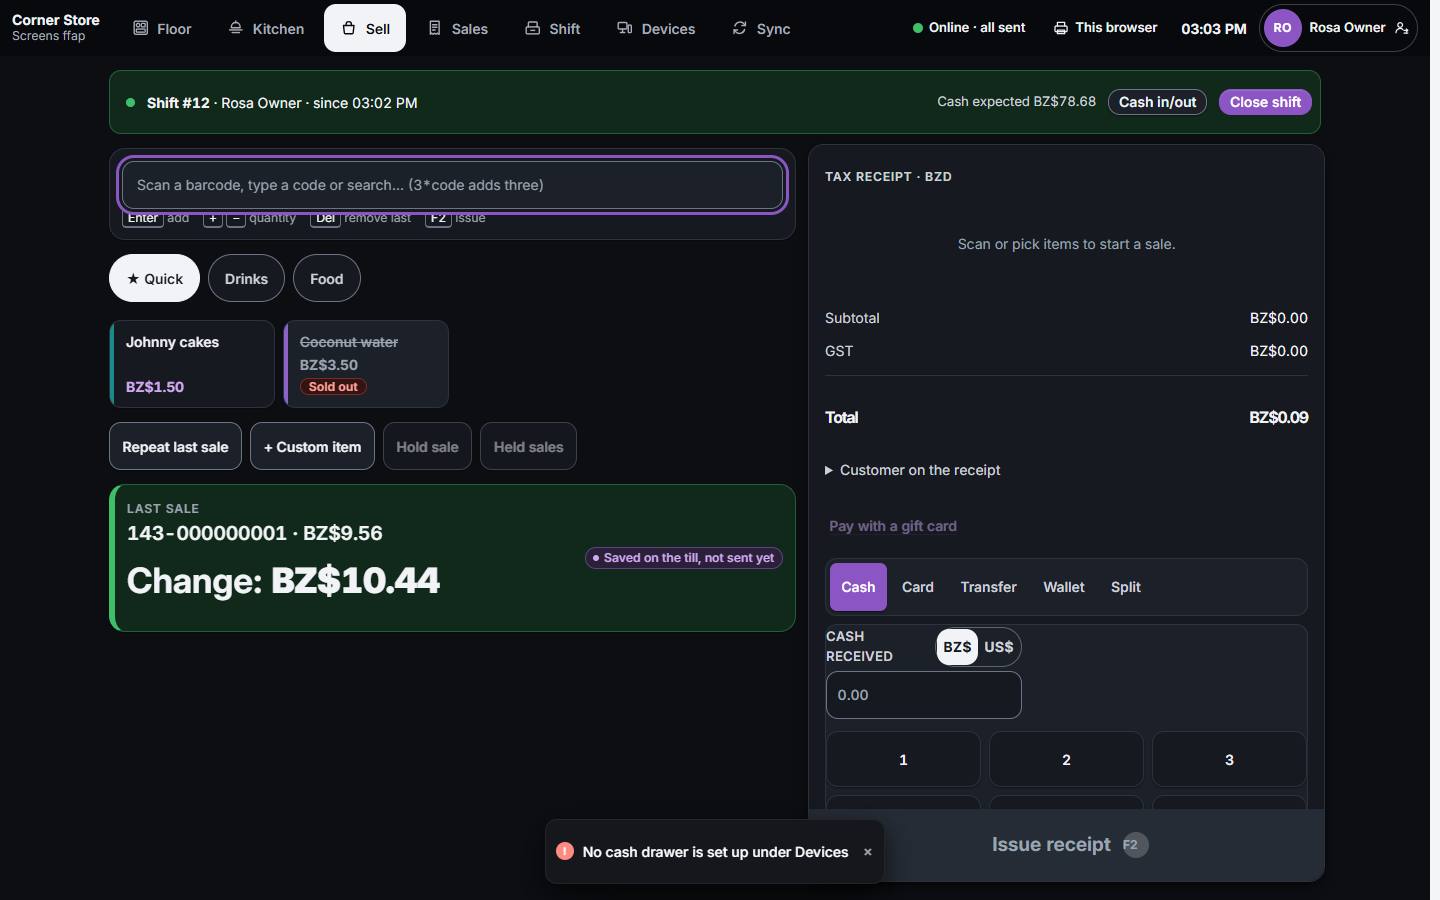 Corner Store
Screens ffap
Floor
Kitchen
Sell
Sales
Shift
Devices
Sync
Online · all sent
This browser
03:03 PM
RO
Rosa Owner
Shift #12 · Rosa Owner · since 03:02 PM
Cash expected BZ$78.68
Cash in/out
Close shift
Scan a barcode, type a code or search... (3*code adds three)
Enter add + − quantity Del remove last F2 issue
★ Quick
Drinks
Food
Johnny cakes
BZ$1.50
Coconut water
BZ$3.50
Sold out
Repeat last sale
+ Custom item
Hold sale
Held sales
LAST SALE
143-000000001 · BZ$9.56
Saved on the till, not sent yet
Change: BZ$10.44
TAX RECEIPT · BZD
Scan or pick items to start a sale.
Subtotal BZ$0.00
GST BZ$0.00
Total BZ$0.09
Customer on the receipt
Pay with a gift card
Cash
Card
Transfer
Wallet
Split
CASH
RECEIVED
BZ$ US$
0.00
1 2 3
Issue receipt F2
! No cash drawer is set up under Devices ×